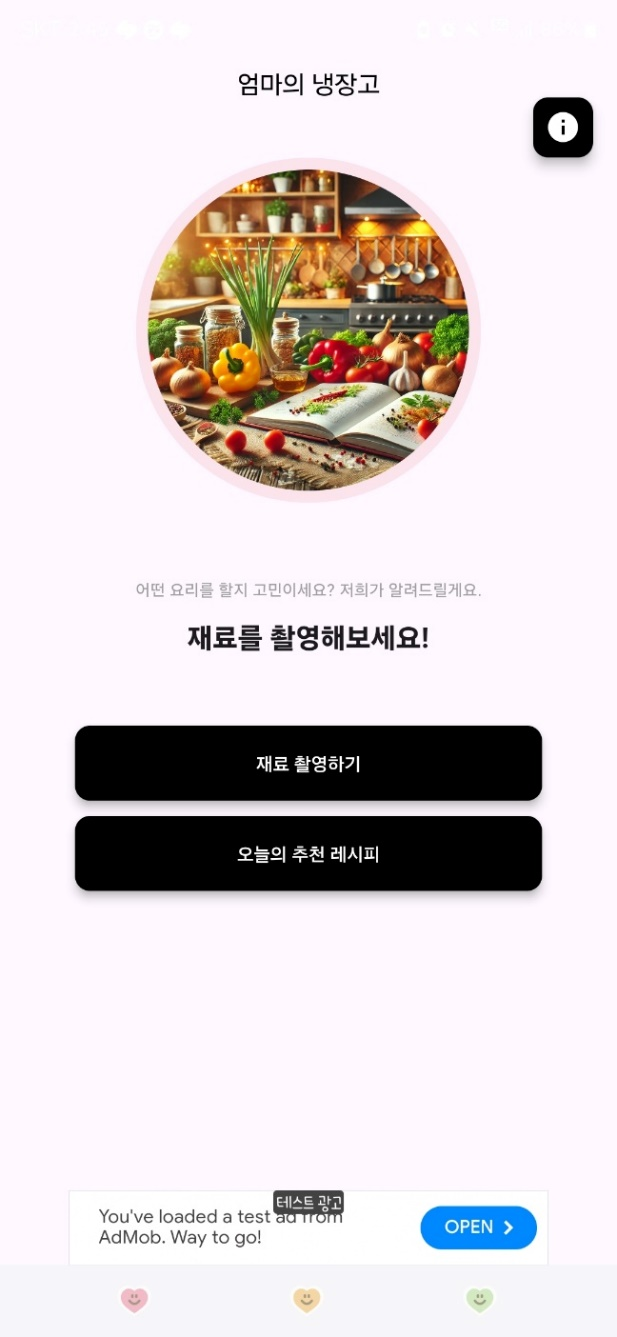 엄마의 냉장고
어떤 요리를 할지 고민이세요? 저희가 알려드릴게요.
재료를 촬영해보세요!
재료 촬영하기
오늘의 추천 레시피
테스트 광고
You've loaded a test ad from
AdMob. Way to go!
OPEN